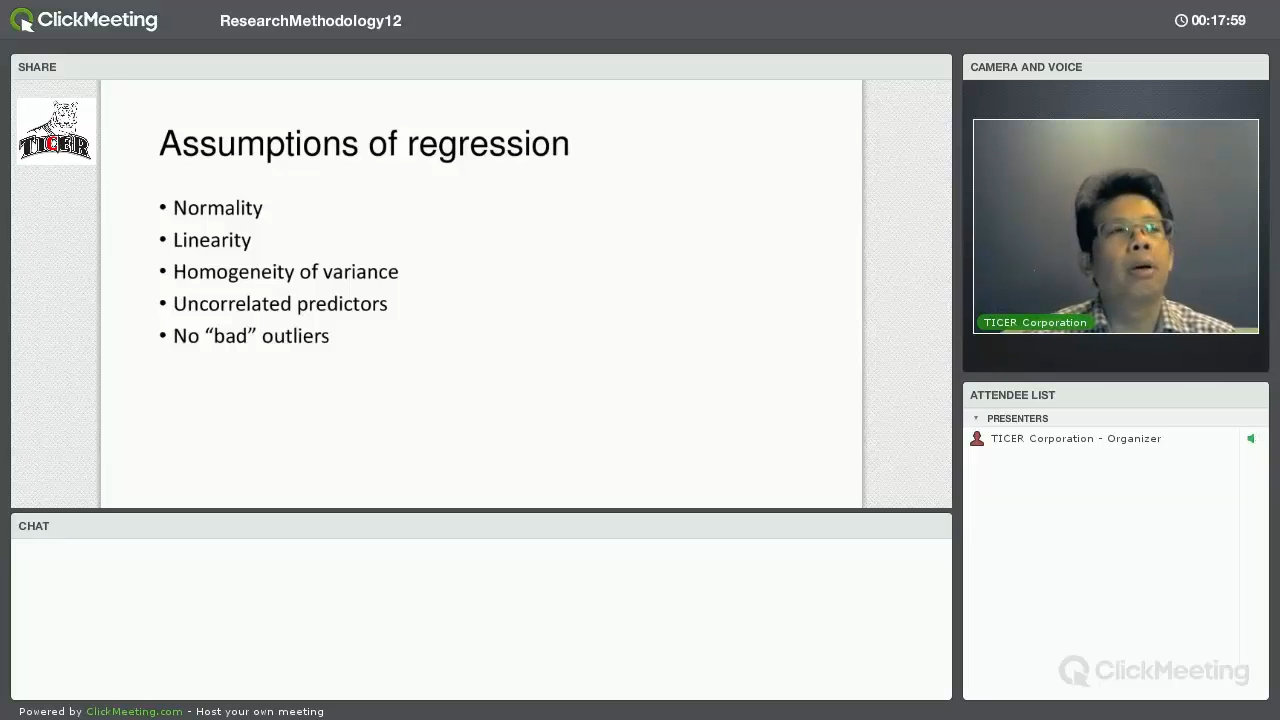 ClickMeeting
ResearchMethodology12
00:17:59
SHARE
TICER
Assumptions of regression
• Normality
• Linearity
• Homogeneity of variance
• Uncorrelated predictors
• No “bad” outliers
CHAT
CAMERA AND VOICE
TICER Corporation
ATTENDEE LIST
PRESENTERS
TICER Corporation - Organizer
ClickMeeting
Powered by ClickMeeting.com - Host your own meeting